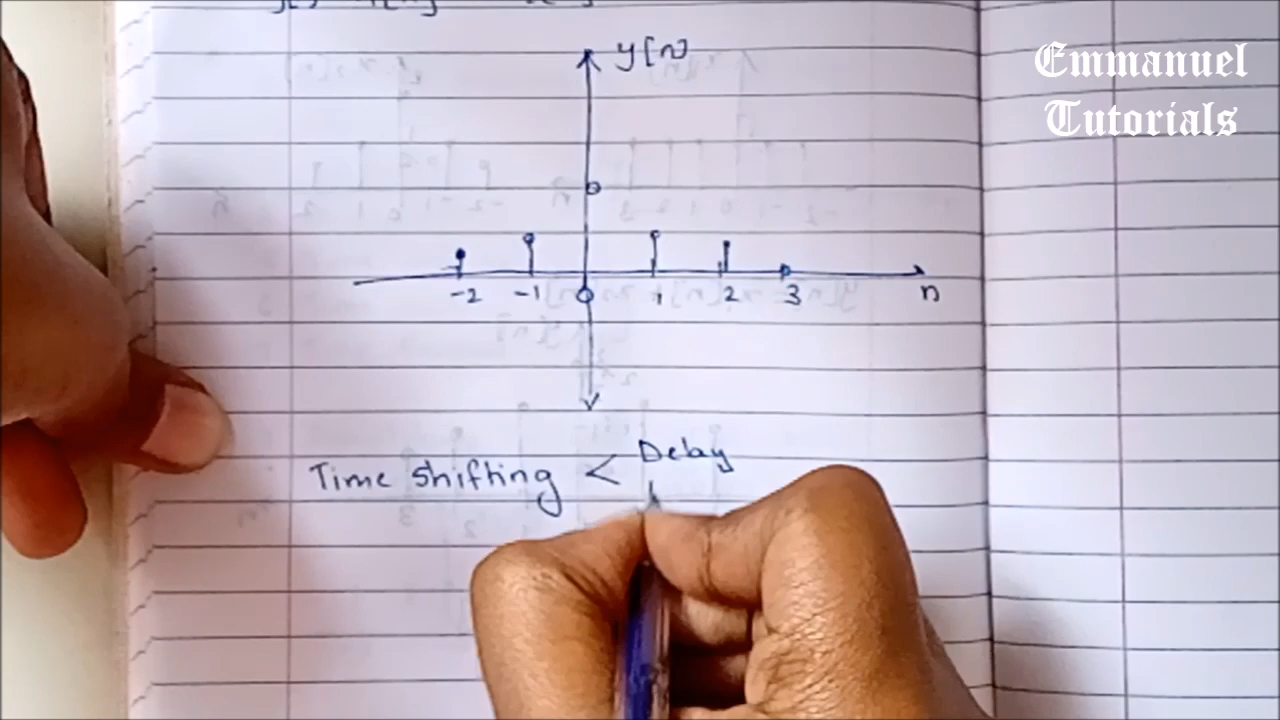 Emmanuel
Tutorials
y[n]
-2 -1 0 1 2 3 n
Time shifting < Delay